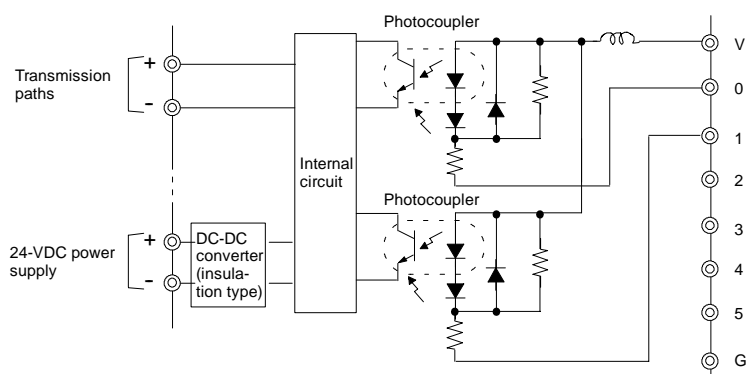 Photocoupler
V
Transmission
paths
+
-
0
1
Internal
circuit
2
Photocoupler
3
24-VDC power
supply
+
-
DC-DC
converter
(insula-
tion type)
4
5
G